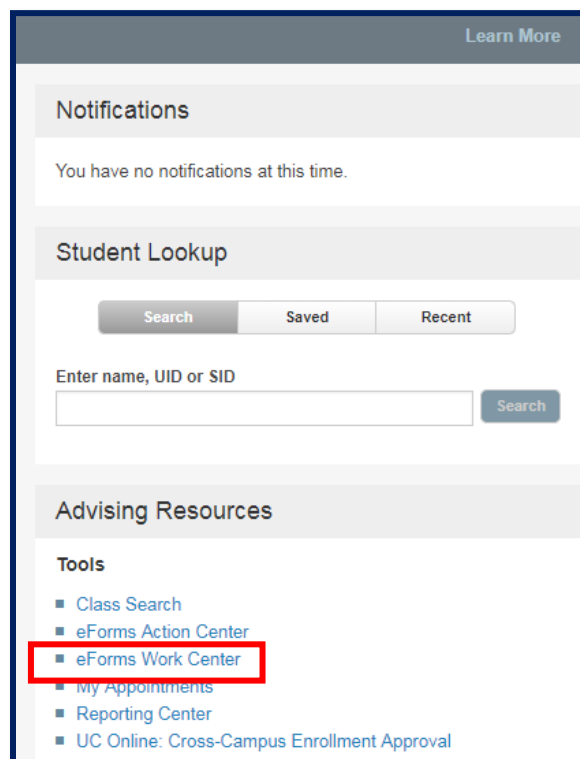 Learn More
Notifications
You have no notifications at this time.
Student Lookup
Search Saved Recent
Enter name, UID or SID
Search
Advising Resources
Tools
Class Search
eForms Action Center
eForms Work Center
My Appointments
Reporting Center
UC Online: Cross-Campus Enrollment Approval